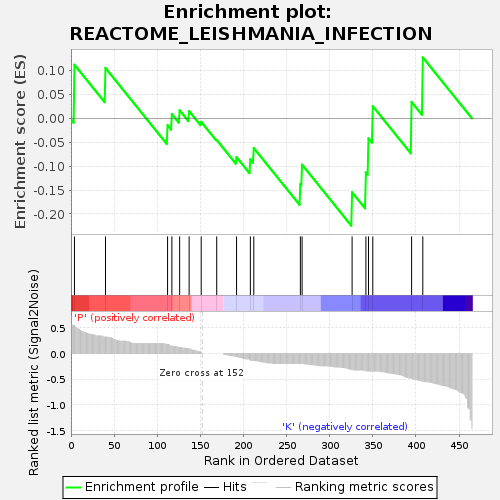 Enrichment plot:
REACTOME_LEISHMANIA_INFECTION
Enrichment score (ES)
0.10
0.05
0.00
-0.05
-0.10
-0.15
-0.20
'P' (positively correlated)
Ranked list metric (Signal2Noise)
0.5
0.0
-0.5
-1.0
-1.5
Zero cross at 152
'K' (negatively correlated)
0 50 100 150 200 250 300 350 400 450
Rank in Ordered Dataset
Enrichment profile Hits Ranking metric scores